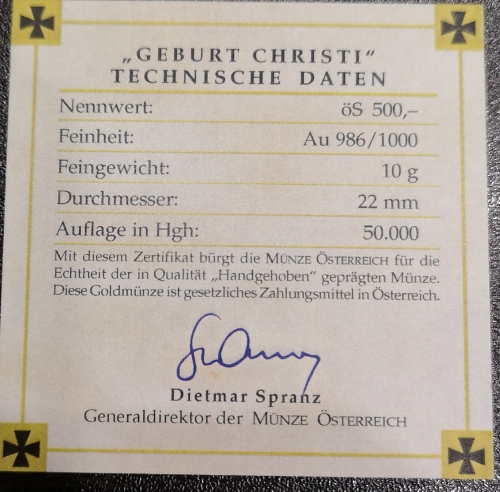 „GEBURT CHRISTI“
TECHNISCHE DATEN
Nennwert: öS 500,–
Feinheit: Au 986/1000
Feingewicht: 10 g
Durchmesser: 22 mm
Auflage in Hgh: 50.000
Mit diesem Zertifikat bürgt die MÜNZE ÖSTERREICH für die
Echtheit der in Qualität „Handgehoben“ geprägten Münze.
Diese Goldmünze ist gesetzliches Zahlungsmittel in Österreich.
Dietmar Spranz
Generaldirektor der MÜNZE ÖSTERREICH